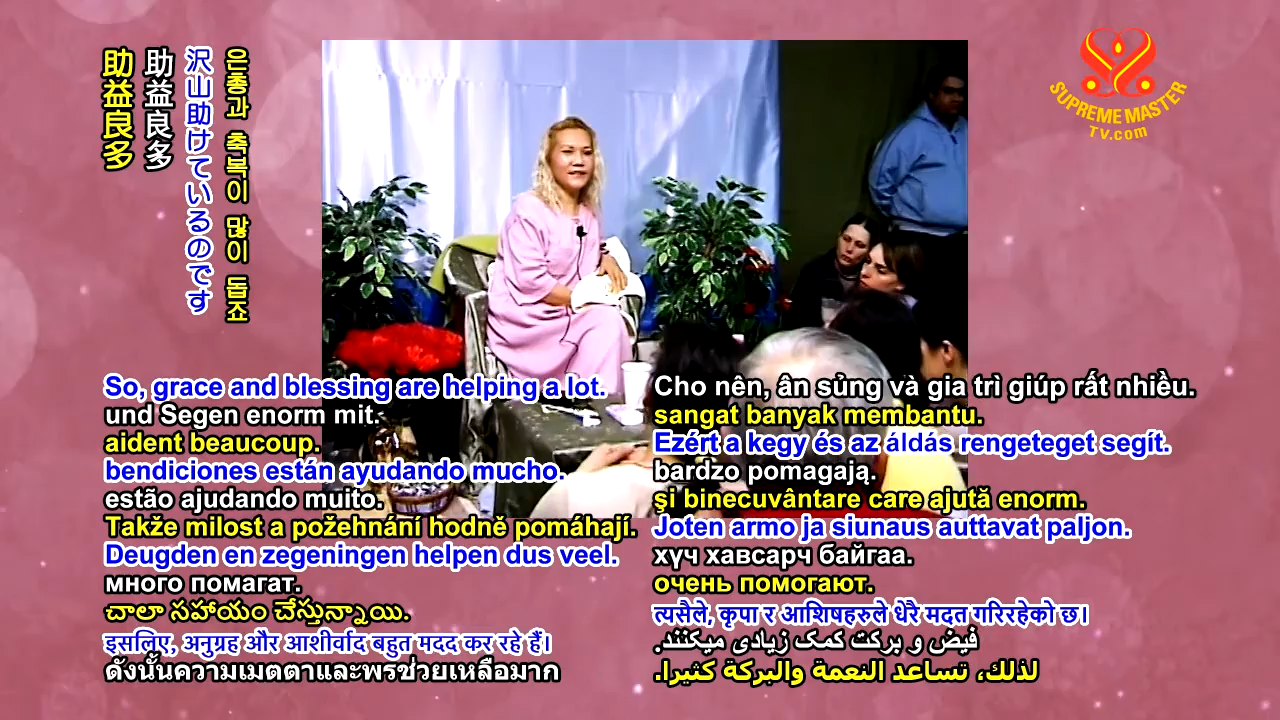 助益良多
助益良多
沢山助けているのです
은총과 축복이 많이 돕죠
SUPREME MASTER
TV.com
So, grace and blessing are helping a lot.
und Segen enorm mit.
aident beaucoup.
bendiciones están ayudando mucho.
estão ajudando muito.
Takže milost a požehnání hodně pomáhají.
Deugden en zegeningen helpen dus veel.
много помагат.
చాలా సహాయం చేస్తున్నాయి.
इसलिए, अनुग्रह और आशीर्वाद बहुत मदद कर रहे हैं।
ดังนั้นความเมตตาและพรช่วยเหลือมาก
Cho nên, ân sủng và gia trì giúp rất nhiều.
sangat banyak membantu.
Ezért a kegy és az áldás rengeteget segít.
bardzo pomagają.
și binecuvântare care ajută enorm.
Joten armo ja siunaus auttavat paljon.
хүч хавсарч байгаа.
очень помогают.
त्यसैले, कृपा र आशिषहरुले धेरै मद्दत गरिरहेको छ।
فیض و برکت کمک زیادی میکنند.
لذلك، تساعد النعمة والبركة كثيرا.